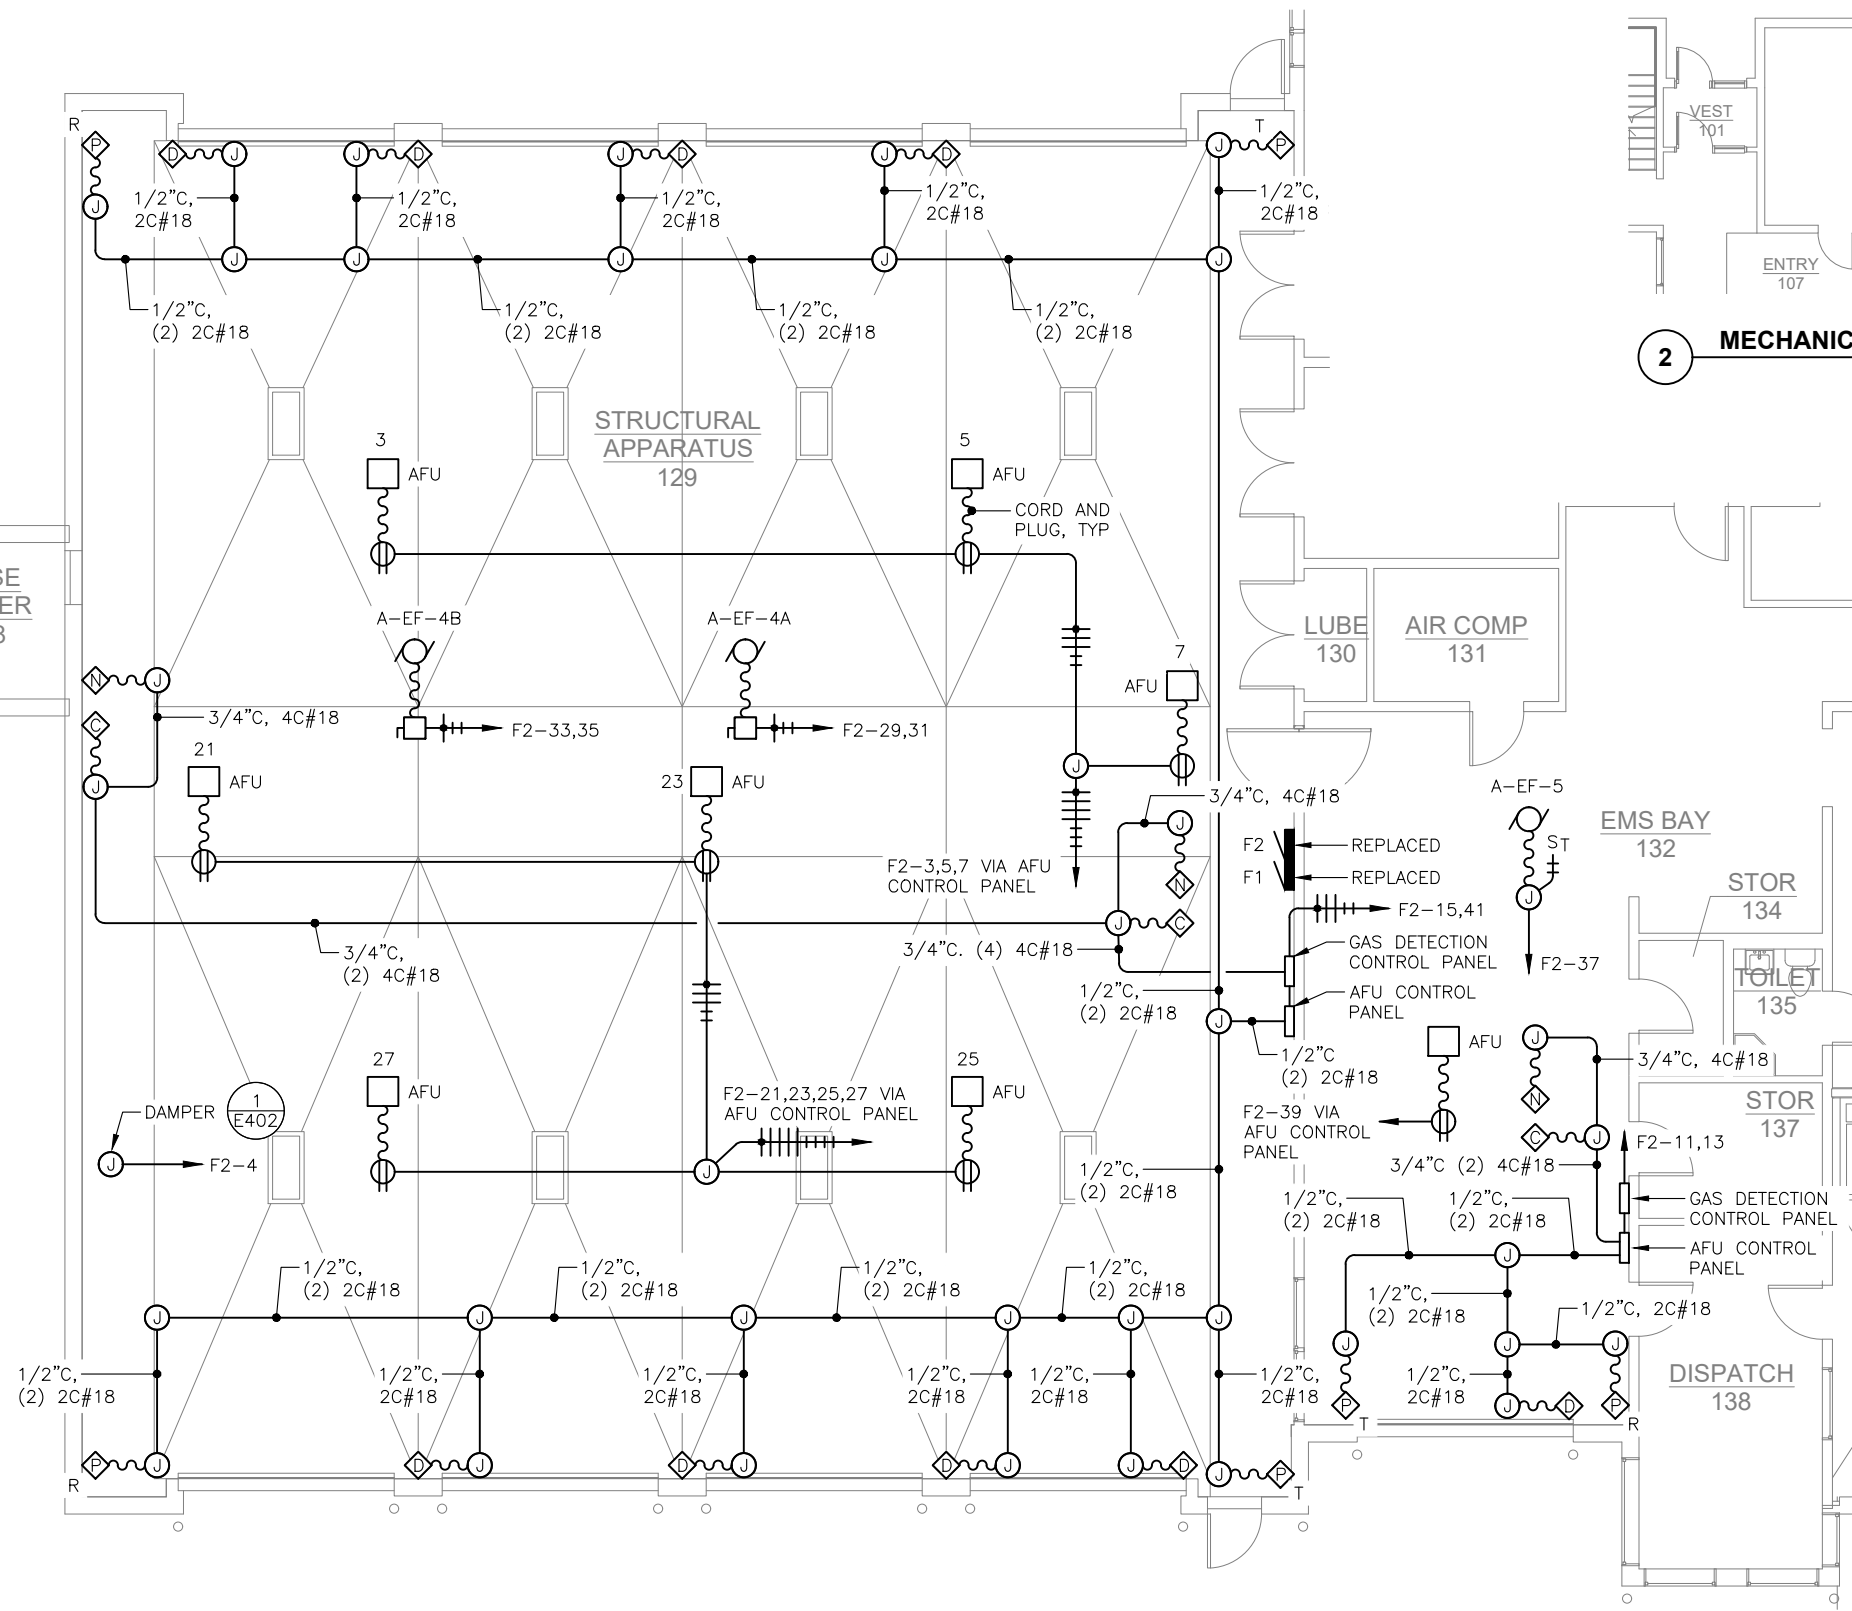 R
T
P
D
J
J
D
J
D
J
D
J
P
J
1/2"C,
2C#18
1/2"C,
2C#18
1/2"C,
2C#18
1/2"C,
2C#18
1/2"C,
2C#18
J
J
J
J
J
1/2"C,
(2) 2C#18
1/2"C,
(2) 2C#18
1/2"C,
(2) 2C#18
1/2"C,
(2) 2C#18
VEST
101
ENTRY
107
2
MECHANIC
STRUCTURAL
APPARATUS
129
3
AFU
5
AFU
CORD AND
PLUG, TYP
SE
ER
3
A-EF-4B
A-EF-4A
LUBE
130
AIR COMP
131
7
AFU
N
J
C
J
3/4"C, 4C#18
F2-33,35
F2-29,31
21
AFU
23
AFU
J
3/4"C, 4C#18
J
N
A-EF-5
ST
J
F2-37
EMS BAY
132
F2
REPLACED
F1
REPLACED
F2-3,5,7 VIA AFU
CONTROL PANEL
F2-15,41
STOR
134
J
C
3/4"C,
(2) 4C#18
3/4"C. (4) 4C#18
GAS DETECTION
CONTROL PANEL
TOILET
135
1/2"C,
(2) 2C#18
AFU CONTROL
PANEL
J
1/2"C
(2) 2C#18
AFU
J
N
3/4"C, 4C#18
27
AFU
25
AFU
DAMPER
1
E402
J
F2-4
F2-21,23,25,27 VIA
AFU CONTROL PANEL
J
F2-39 VIA
AFU CONTROL
PANEL
STOR
137
C
J
F2-11,13
3/4"C (2) 4C#18
1/2"C,
(2) 2C#18
1/2"C,
(2) 2C#18
1/2"C,
(2) 2C#18
GAS DETECTION
CONTROL PANEL
AFU CONTROL
PANEL
J
1/2"C,
(2) 2C#18
1/2"C,
(2) 2C#18
1/2"C,
(2) 2C#18
1/2"C,
(2) 2C#18
1/2"C,
(2) 2C#18
1/2"C, 2C#18
J
J
J
J
J
J
J
J
J
1/2"C,
(2) 2C#18
1/2"C,
2C#18
1/2"C,
2C#18
1/2"C,
2C#18
1/2"C,
2C#18
1/2"C,
2C#18
1/2"C,
2C#18
DISPATCH
138
P
J
D
P
T
R
P
J
D
J
D
J
D
J
J
D
J
P
R
T